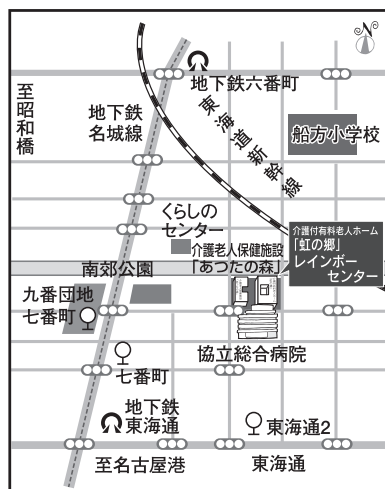 地下鉄六番町
至昭和橋
地下鉄
名城線
東海道新幹線
船方小学校
くらしの
センター
介護付有料老人ホーム
「虹の郷」
レインボー
センター
介護老人保健施設
「あつたの森」
南郊公園
九番団地
七番町
協立総合病院
七番町
地下鉄
東海通
東海通2
至名古屋港
東海通